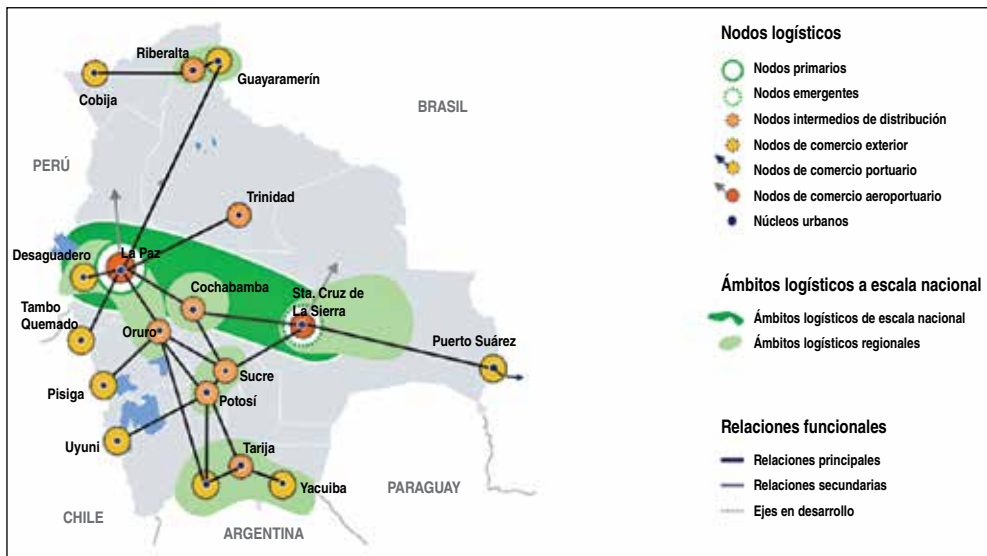 Riberalta
Guayaramerín
Cobija
BRASIL
PERÚ
Trinidad
Desaguadero
La Paz
Cochabamba
Sta. Cruz de
La Sierra
Tambo
Quemado
Oruro
Puerto Suárez
Pisiga
Sucre
Potosí
Uyuni
Tarija
Yacuiba
PARAGUAY
CHILE
ARGENTINA
Nodos logísticos
Nodos primarios
Nodos emergentes
Nodos intermedios de distribución
Nodos de comercio exterior
Nodos de comercio portuario
Nodos de comercio aeroportuario
Núcleos urbanos
Ámbitos logísticos a escala nacional
Ámbitos logísticos de escala nacional
Ámbitos logísticos regionales
Relaciones funcionales
Relaciones principales
Relaciones secundarias
Ejes en desarrollo